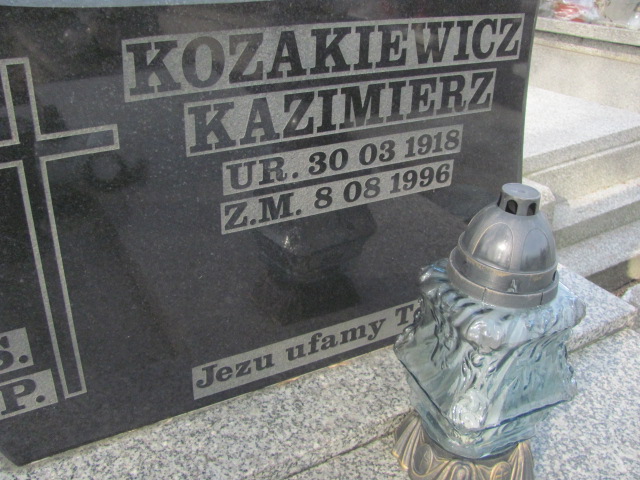 KOZAKIEWICZ
KAZIMIERZ
UR. 30 03 1918
Z.M. 8 08 1996
S.
P.
Jezu ufamy